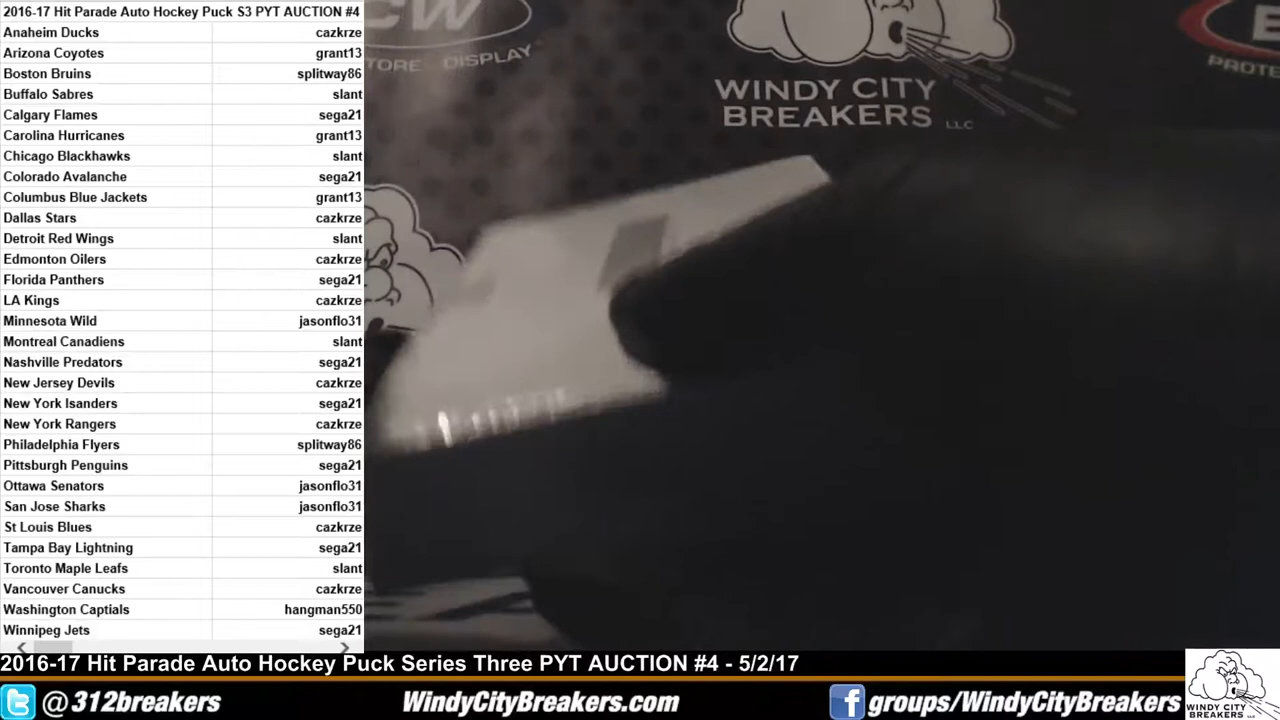 2016-17 Hit Parade Auto Hockey Puck S3 PYT AUCTION #4
Anaheim Ducks cazkrze
Arizona Coyotes grant13
Boston Bruins splitway86
Buffalo Sabres slant
Calgary Flames sega21
Carolina Hurricanes grant13
Chicago Blackhawks slant
Colorado Avalanche sega21
Columbus Blue Jackets grant13
Dallas Stars cazkrze
Detroit Red Wings slant
Edmonton Oilers cazkrze
Florida Panthers sega21
LA Kings cazkrze
Minnesota Wild jasonflo31
Montreal Canadiens slant
Nashville Predators sega21
New Jersey Devils cazkrze
New York Isanders sega21
New York Rangers cazkrze
Philadelphia Flyers splitway86
Pittsburgh Penguins sega21
Ottawa Senators jasonflo31
San Jose Sharks jasonflo31
St Louis Blues cazkrze
Tampa Bay Lightning sega21
Toronto Maple Leafs slant
Vancouver Canucks cazkrze
Washington Captials hangman550
Winnipeg Jets sega21
CW
TORE DISPLAY
WINDY CITY
BREAKERS LLC
PROTE
2016-17 Hit Parade Auto Hockey Puck Series Three PYT AUCTION #4 - 5/2/17
@312breakers WindyCityBreakers.com groups/WindyCityBreakers
WINDY CITY
BREAKERS LLC